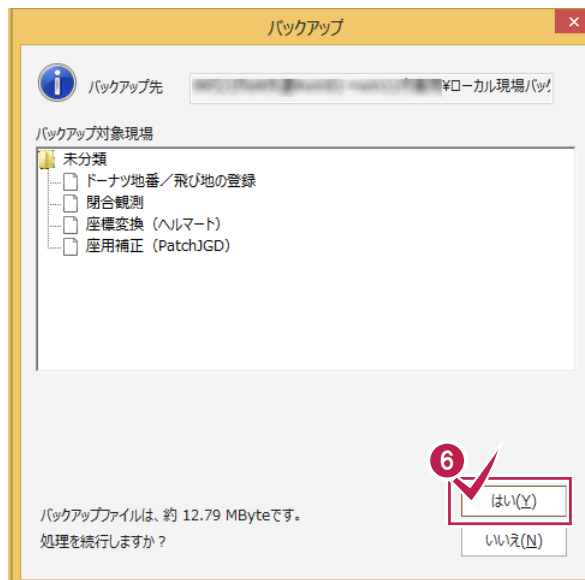 バックアップ
×
バックアップ先
¥ローカル現場バック
バックアップ対象現場
未分類
ドーナツ地番／飛び地の登録
閉合観測
座標変換（ヘルマート）
座用補正（PatchJGD）
6
はい(Y)
バックアップファイルは、約 12.79 MByteです。
処理を続行しますか？
いいえ(N)